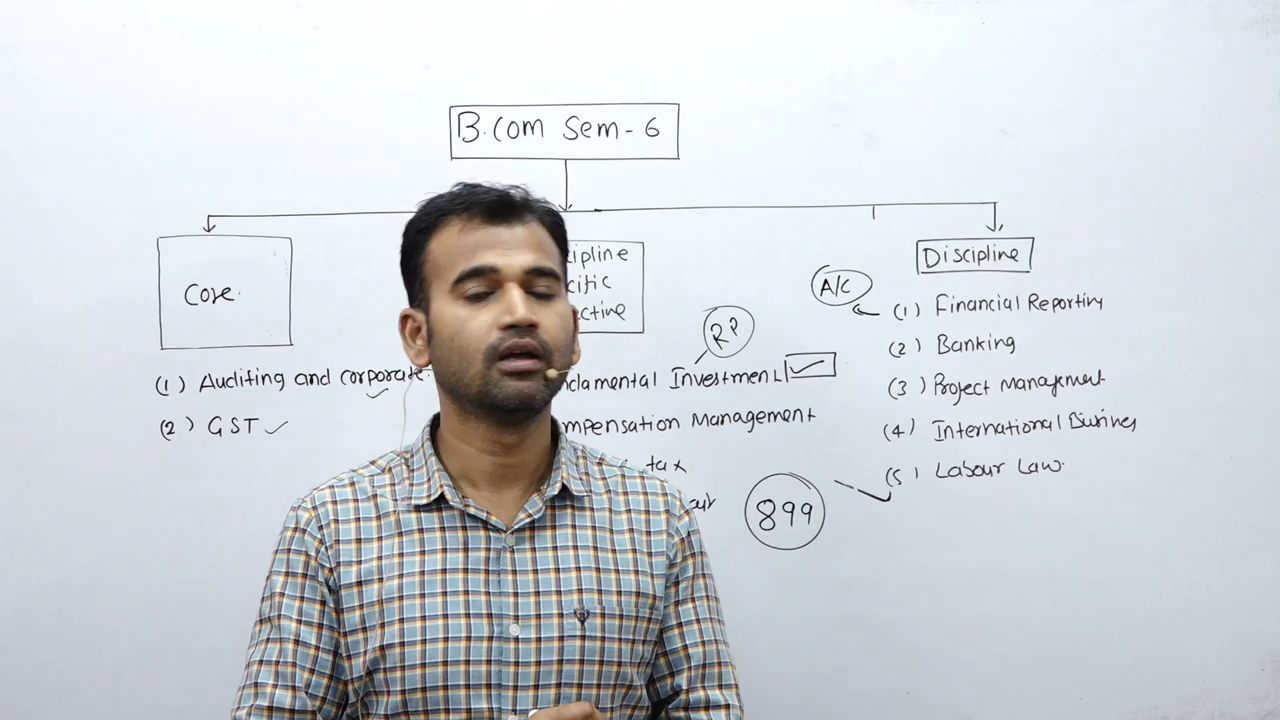 B.Com Sem-6
Core.
(1) Auditing and corporate.
(2) GST
RP
Investment
Management
tax
899
Discipline
A/C
(1) Financial Reporting
(2) Banking
(3) Project Management
(4) International Busines
(5) Labour Law.